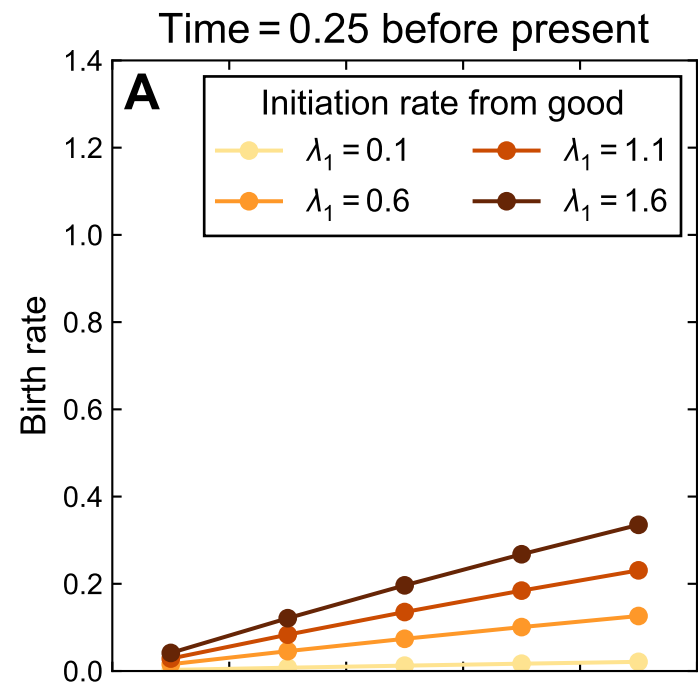 Time = 0.25 before present
A
Initiation rate from good
λ1 = 0.1
λ1 = 1.1
λ1 = 0.6
λ1 = 1.6
Birth rate
1.4
1.2
1.0
0.8
0.6
0.4
0.2
0.0